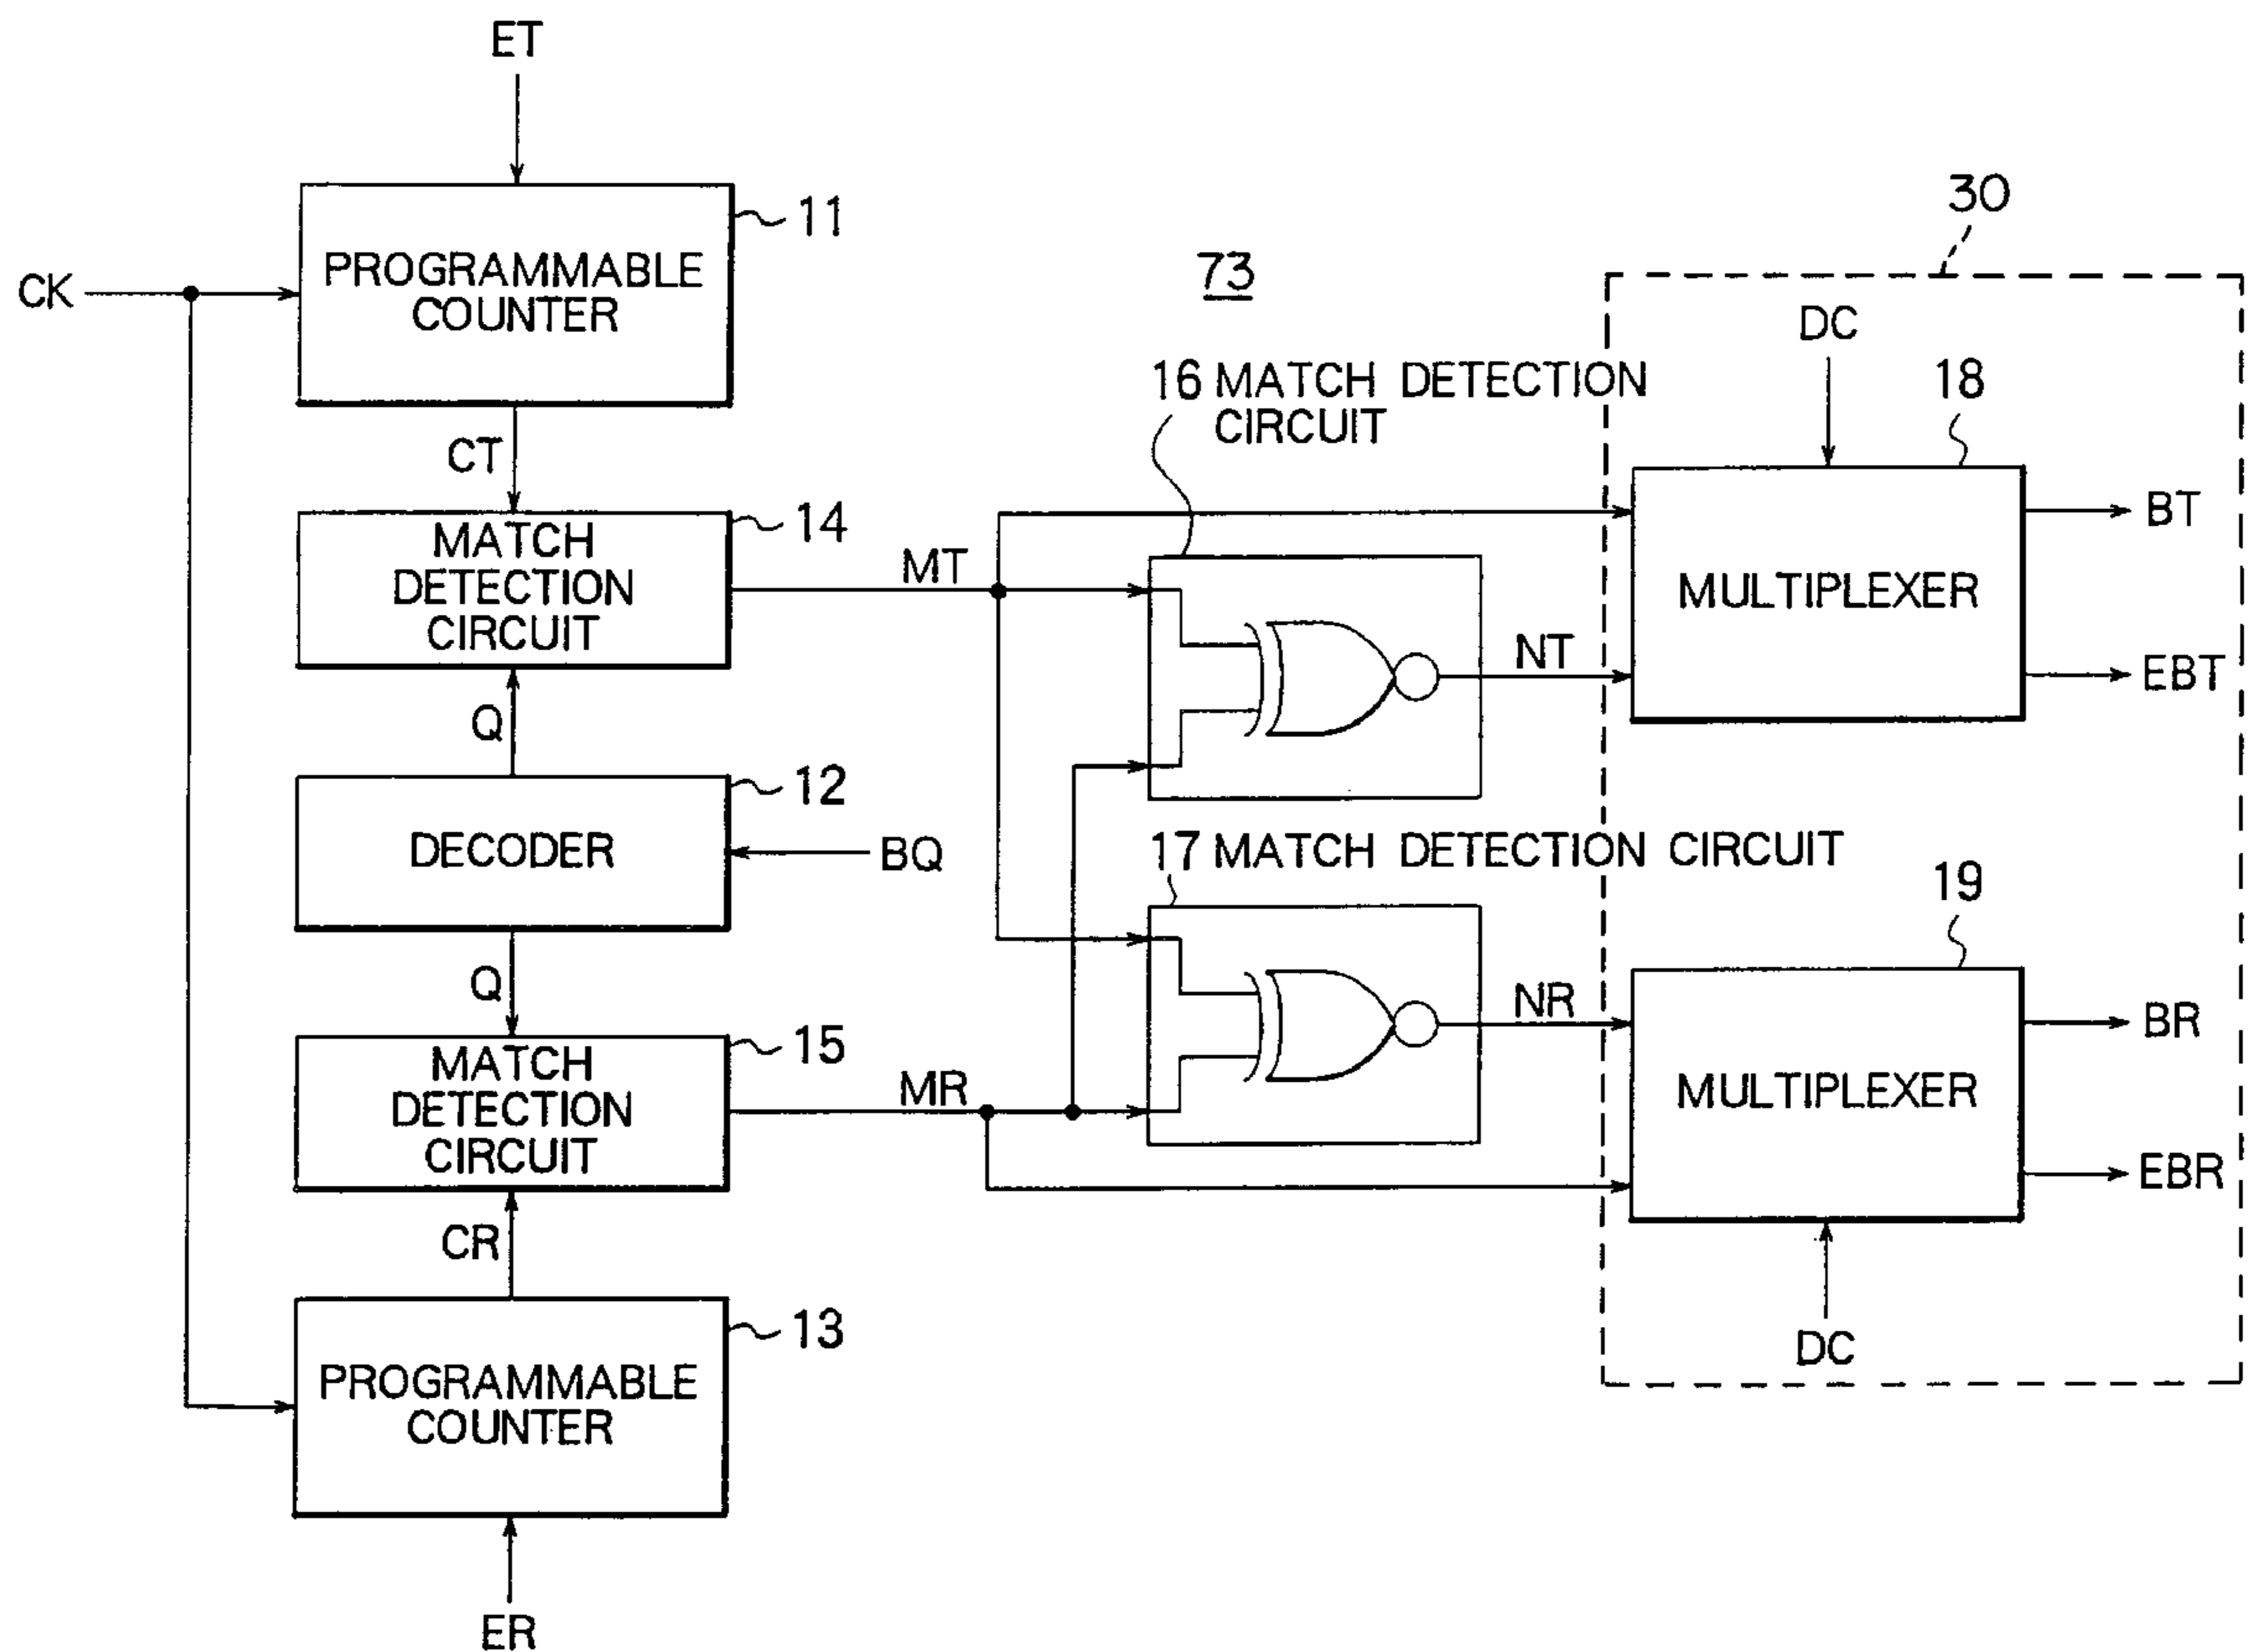 ET
11
PROGRAMMABLE
COUNTER
CK
CT
14
MATCH
DETECTION
CIRCUIT
Q
12
DECODER
BQ
Q
15
MATCH
DETECTION
CIRCUIT
CR
13
PROGRAMMABLE
COUNTER
ER
73
MT
MR
16 MATCH DETECTION
CIRCUIT
NT
17 MATCH DETECTION CIRCUIT
NR
30
DC
18
MULTIPLEXER
BT
EBT
19
MULTIPLEXER
BR
EBR
DC